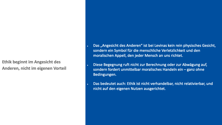 Ethik beginnt im Angesicht des
Anderen, nicht im eigenen Vorteil
Das „Angesicht des Anderen“ ist bei Levinas kein rein physisches Gesicht,
sondern ein Symbol für die menschliche Verletzlichkeit und den
moralischen Appell, den jeder Mensch an uns richtet.
Diese Begegnung ruft nicht zur Berechnung oder zur Abwägung auf,
sondern fordert unmittelbar moralisches Handeln ein – ganz ohne
Bedingungen.
Das bedeutet auch: Ethik ist nicht verhandelbar, nicht relativierbar, und
nicht auf den eigenen Nutzen ausgerichtet.